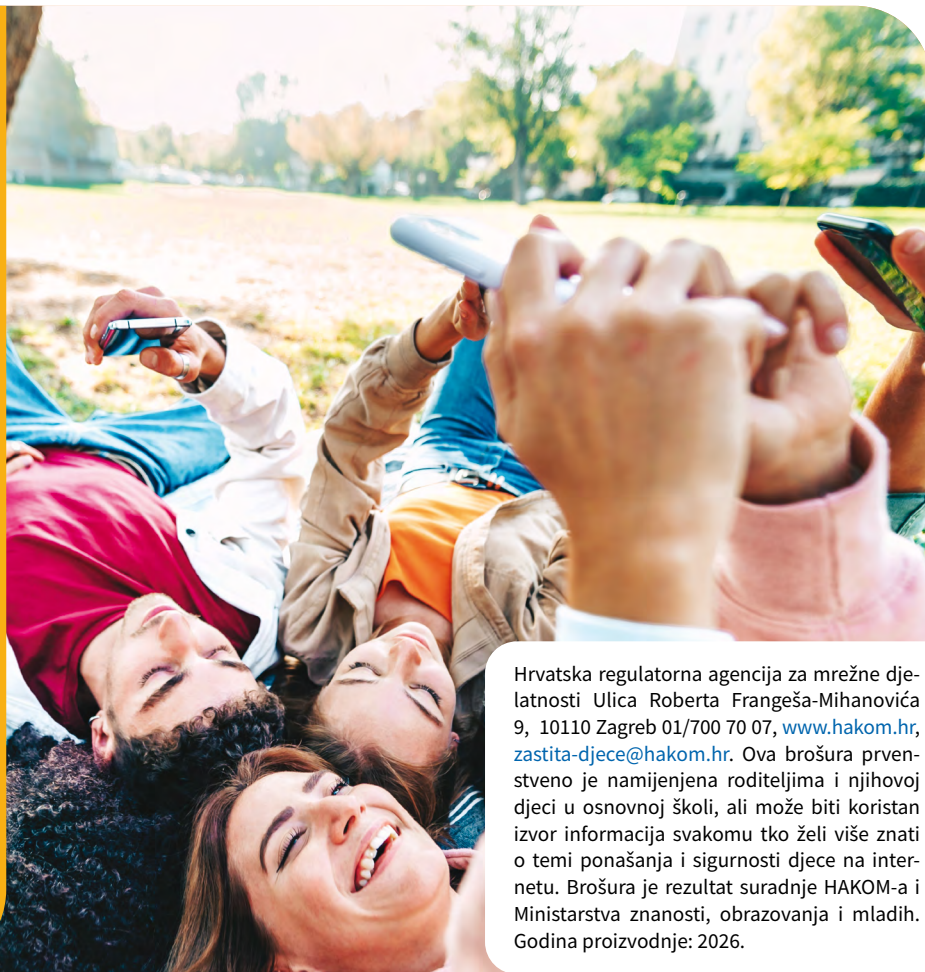 Hrvatska regulatorna agencija za mrežne dje-
latnosti Ulica Roberta Frangeša-Mihanovića
9, 10110 Zagreb 01/700 70 07, www.hakom.hr,
zastita-djece@hakom.hr. Ova brošura prven-
stveno je namijenjena roditeljima i njihovoj
djeci u osnovnoj školi, ali može biti koristan
izvor informacija svakomu tko želi više znati
o temi ponašanja i sigurnosti djece na inter-
netu. Brošura je rezultat suradnje HAKOM-a i
Ministarstva znanosti, obrazovanja i mladih.
Godina proizvodnje: 2026.